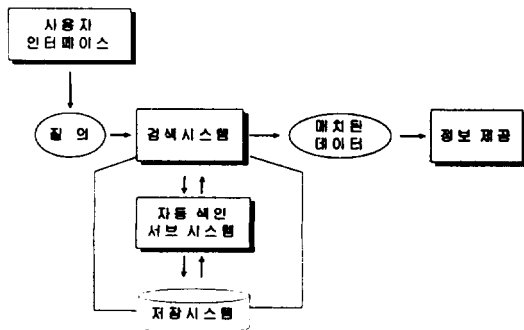 사용자
인터페이스
질 의
검색시스템
매치된
데이터
정보 제공
자동 색인
서브 시스템
저장시스템